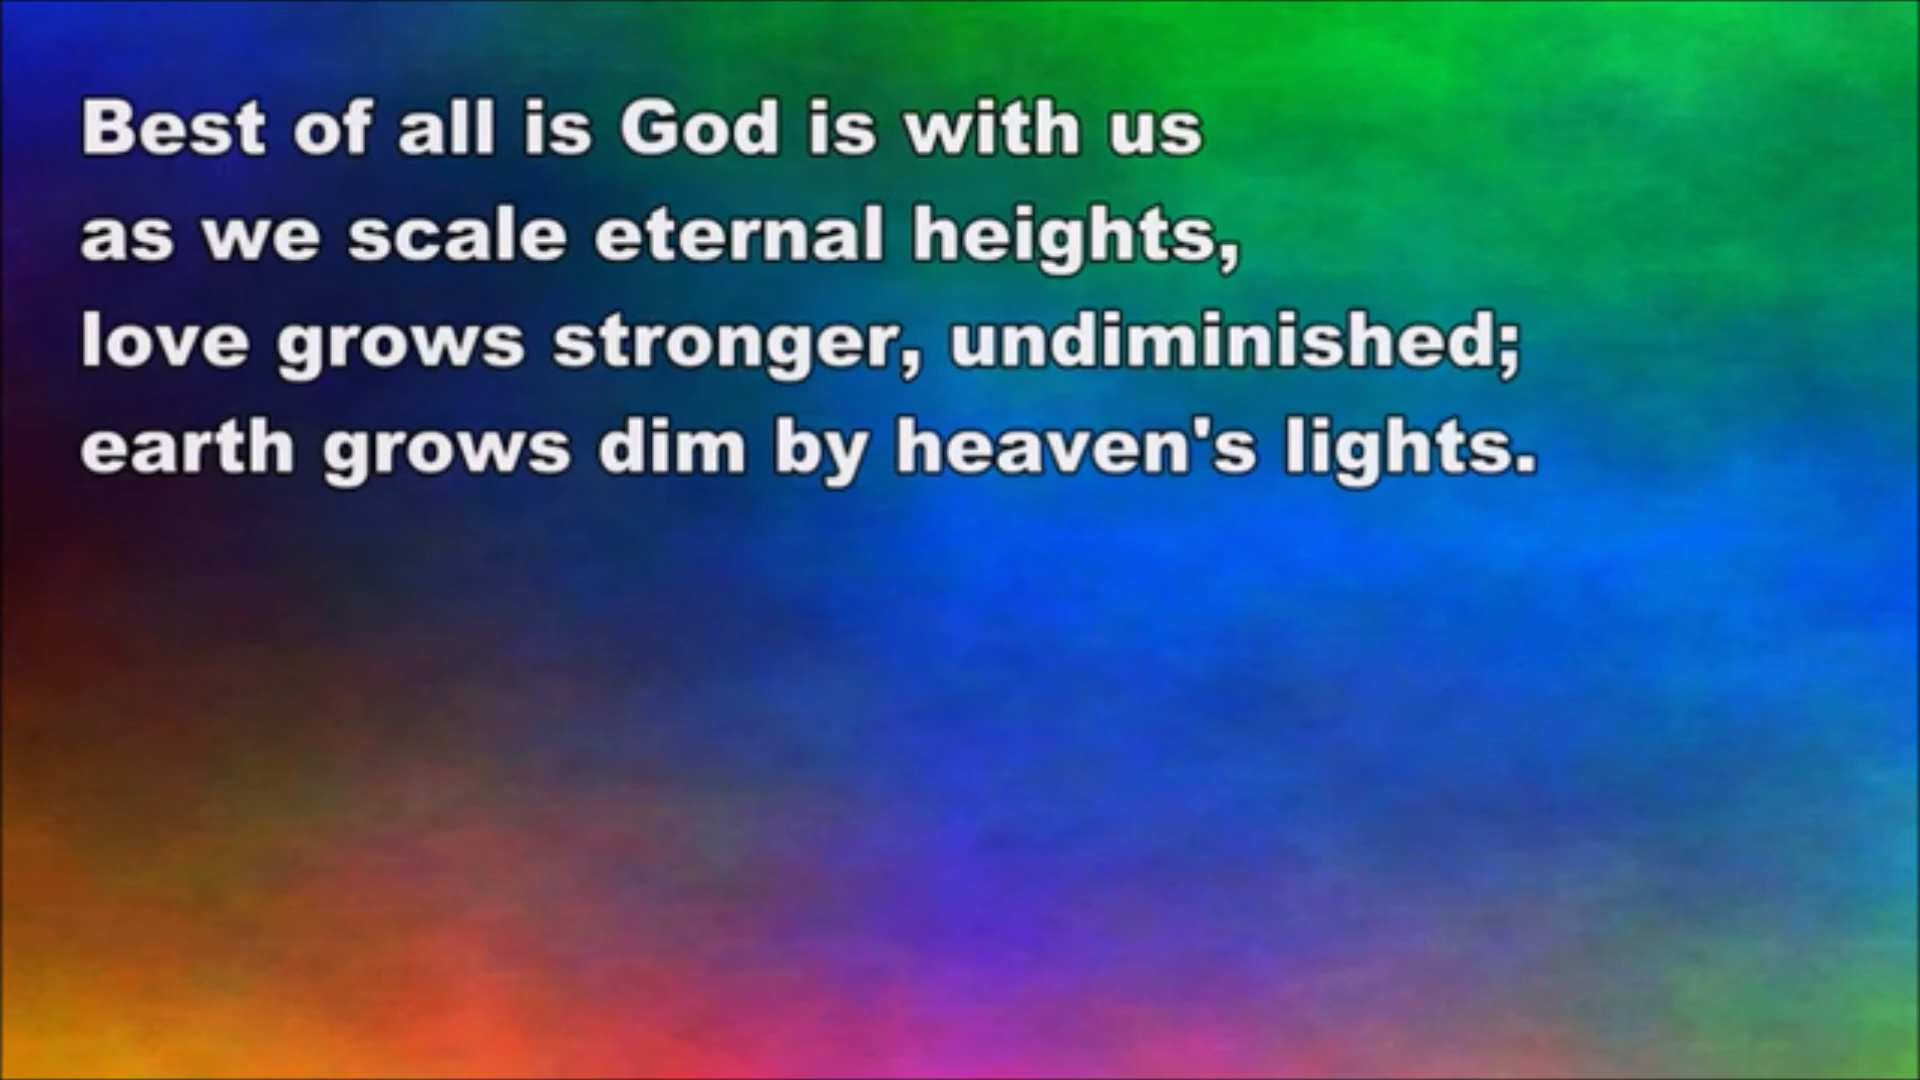 Best of all is God is with us
as we scale eternal heights,
love grows stronger, undiminished;
earth grows dim by heaven's lights.